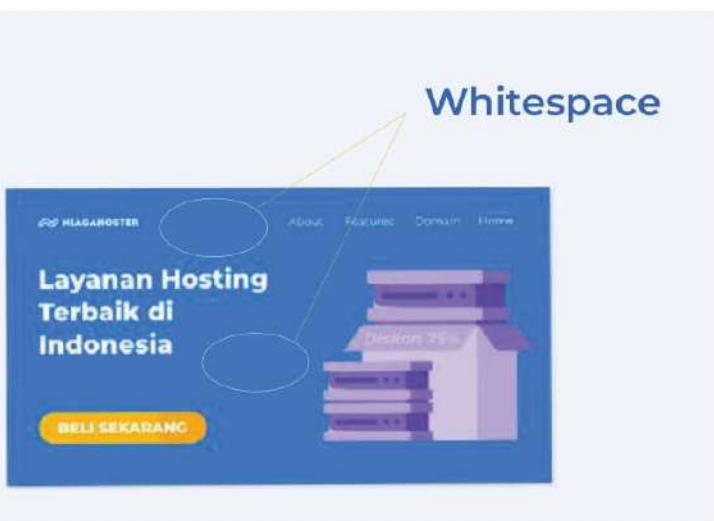 Whitespace
NIAGAHOSTER
About Features Domain Home
Layanan Hosting
Terbaik di
Indonesia
Diskon 75%
BELI SEKARANG